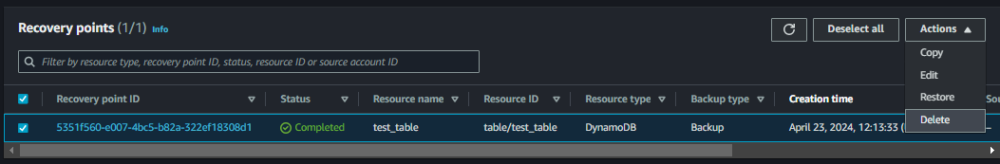 Recovery points (1/1) Info
Deselect all
Actions
Copy
Edit
Restore
Delete
Filter by resource type, recovery point ID, status, resource ID or source account ID
Recovery point ID Status Resource name Resource ID Resource type Backup type Creation time Sou
5351f560-e007-4bc5-b82a-322ef18308d1 Completed test_table table/test_table DynamoDB Backup April 23, 2024, 12:13:33 ( –